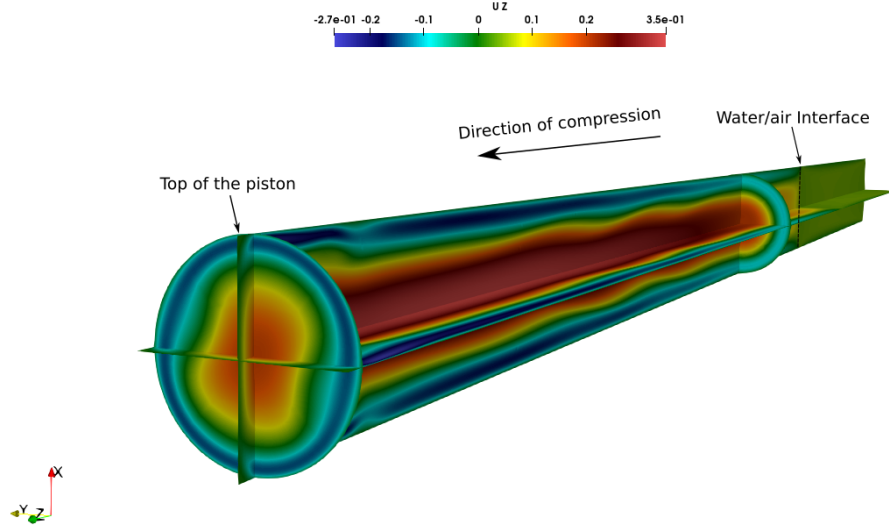 U Z
-2.7e-01 -0.2 -0.1 0 0.1 0.2 3.5e-01
Direction of compression
Water/air Interface
Top of the piston
X
Y Z